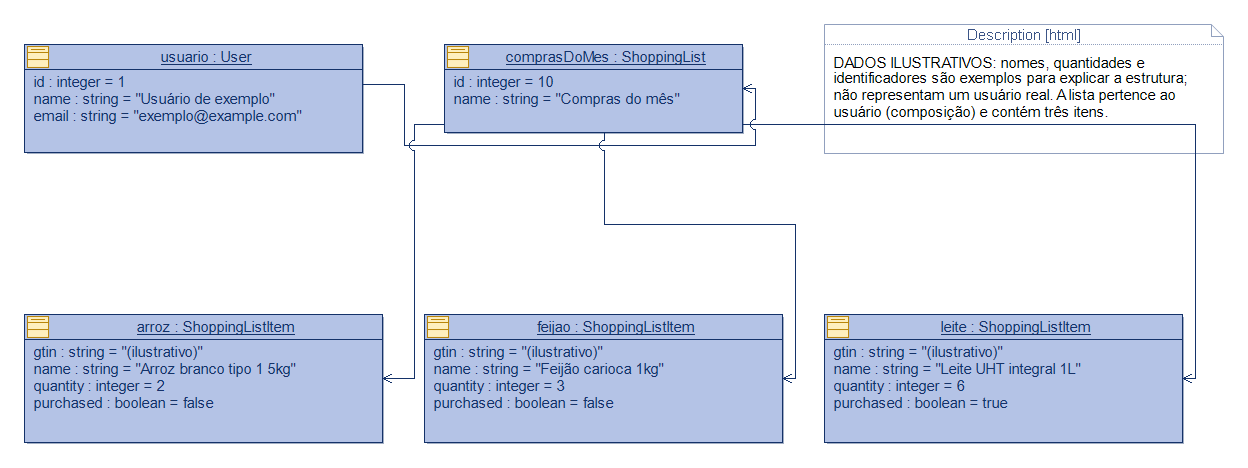 usuario : User
id : integer = 1
name : string = "Usuário de exemplo"
email : string = "exemplo@example.com"
comprasDoMes : ShoppingList
id : integer = 10
name : string = "Compras do mês"
Description [html]
DADOS ILUSTRATIVOS: nomes, quantidades e
identificadores são exemplos para explicar a estrutura;
não representam um usuário real. A lista pertence ao
usuário (composição) e contém três itens.
arroz : ShoppingListItem
gtin : string = "(ilustrativo)"
name : string = "Arroz branco tipo 1 5kg"
quantity : integer = 2
purchased : boolean = false
feijao : ShoppingListItem
gtin : string = "(ilustrativo)"
name : string = "Feijão carioca 1kg"
quantity : integer = 3
purchased : boolean = false
leite : ShoppingListItem
gtin : string = "(ilustrativo)"
name : string = "Leite UHT integral 1L"
quantity : integer = 6
purchased : boolean = true